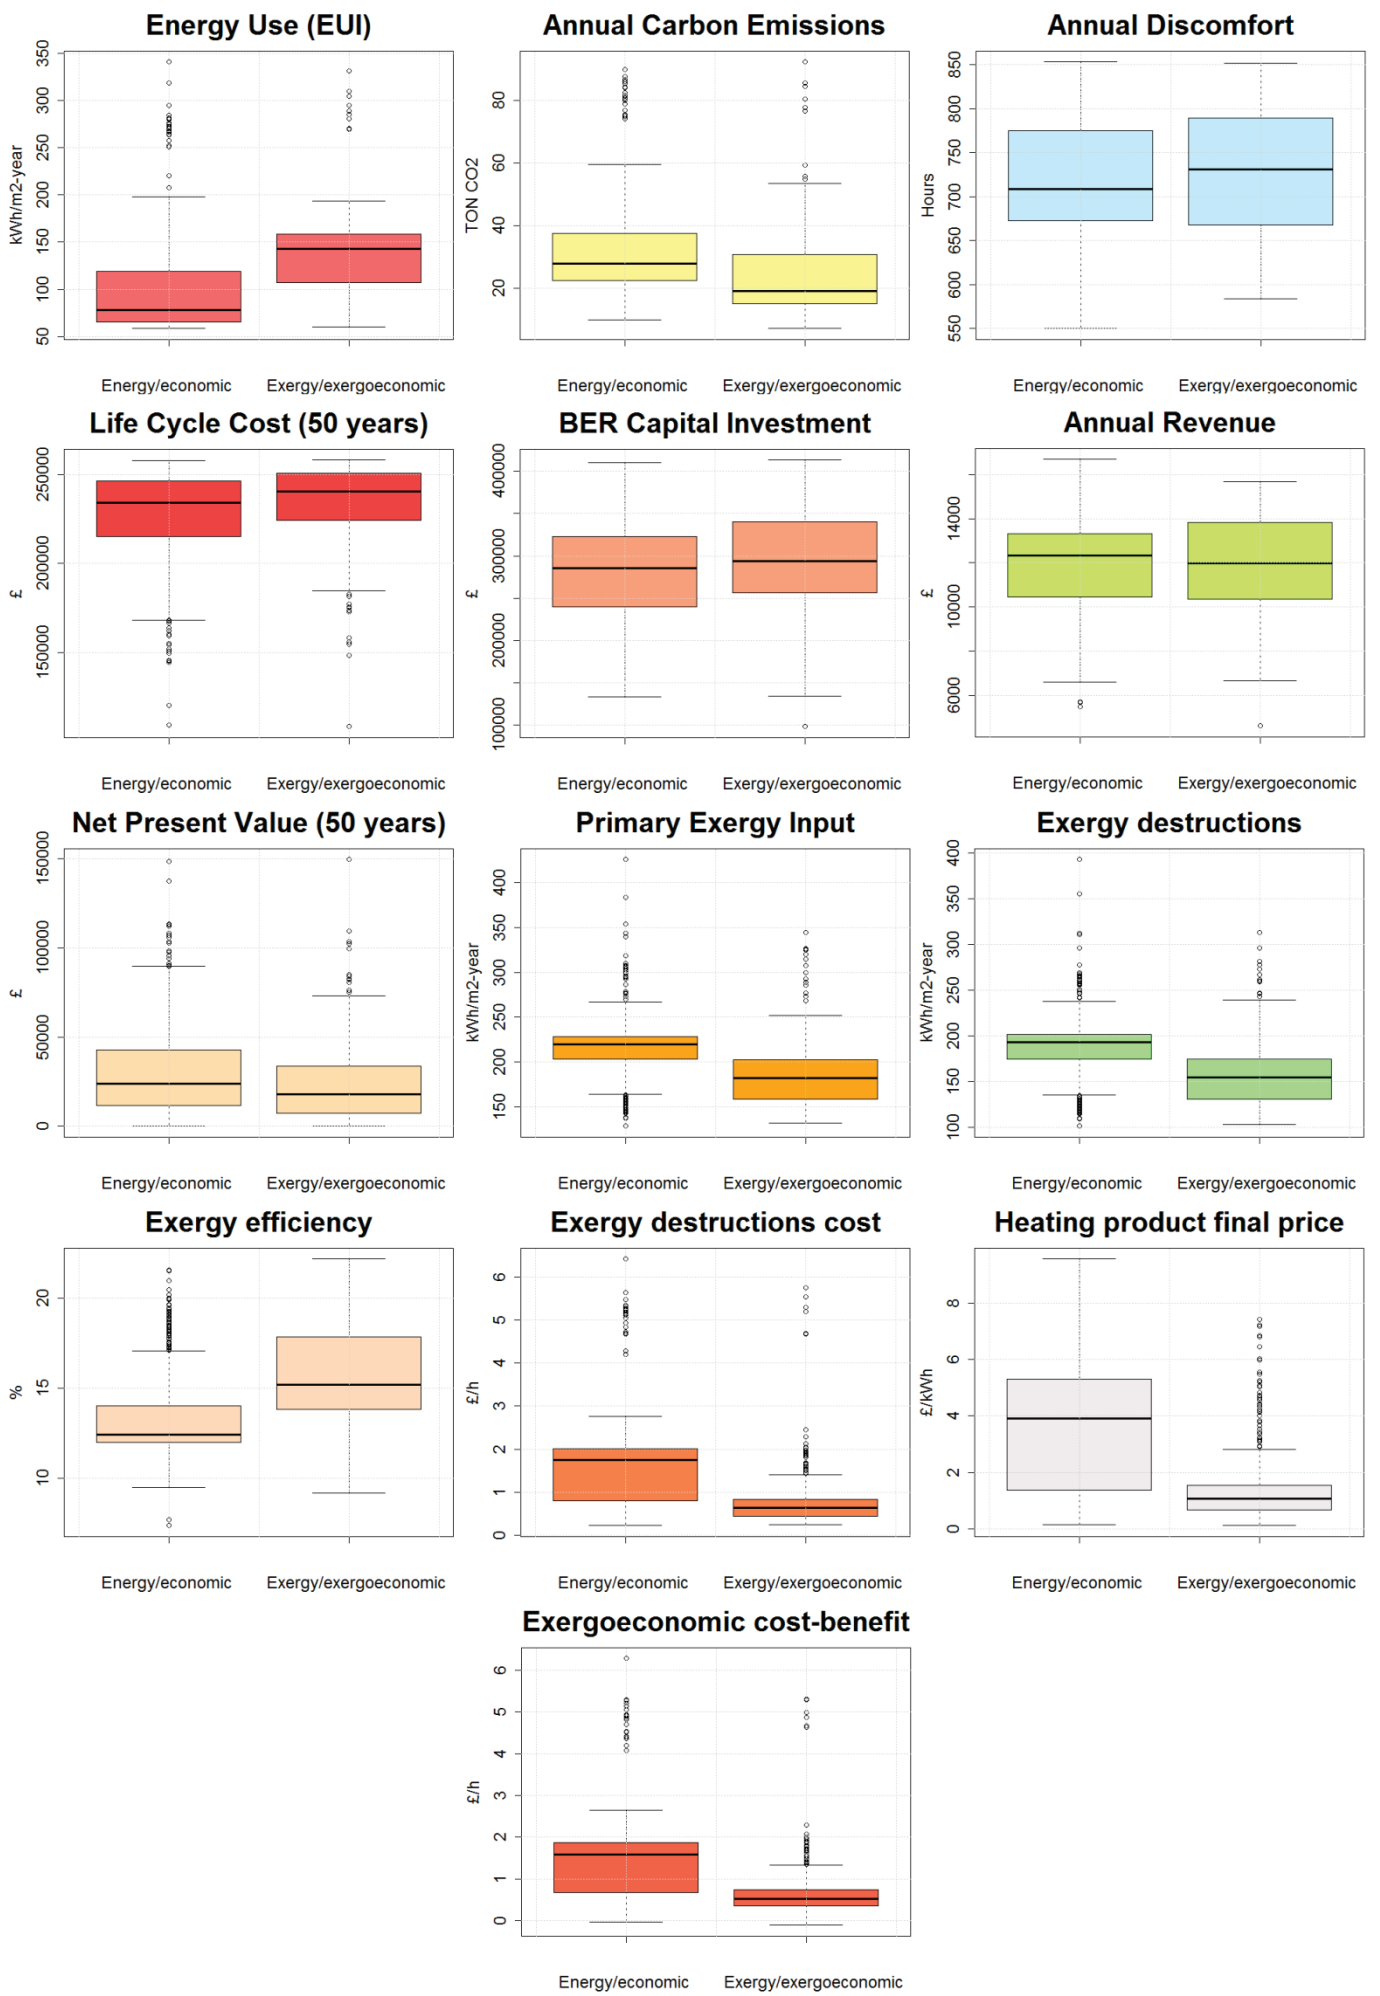 Energy Use (EUI)
kWh/m2-year
350
300
250
200
150
100
50
Energy/economic
Exergy/exergoeconomic
Annual Carbon Emissions
TON CO2
80
60
40
20
Energy/economic
Exergy/exergoeconomic
Annual Discomfort
Hours
850
800
750
700
650
600
550
Energy/economic
Exergy/exergoeconomic
Life Cycle Cost (50 years)
£
250000
200000
150000
Energy/economic
Exergy/exergoeconomic
BER Capital Investment
£
400000
300000
200000
100000
Energy/economic
Exergy/exergoeconomic
Annual Revenue
£
14000
10000
6000
Energy/economic
Exergy/exergoeconomic
Net Present Value (50 years)
£
150000
100000
50000
0
Energy/economic
Exergy/exergoeconomic
Primary Exergy Input
kWh/m2-year
400
350
300
250
200
150
Energy/economic
Exergy/exergoeconomic
Exergy destructions
kWh/m2-year
400
350
300
250
200
150
100
Energy/economic
Exergy/exergoeconomic
Exergy efficiency
%
20
15
10
Energy/economic
Exergy/exergoeconomic
Exergy destructions cost
£/h
6
5
4
3
2
1
0
Energy/economic
Exergy/exergoeconomic
Heating product final price
£/kWh
8
6
4
2
0
Energy/economic
Exergy/exergoeconomic
Exergoeconomic cost-benefit
£/h
6
5
4
3
2
1
0
Energy/economic
Exergy/exergoeconomic